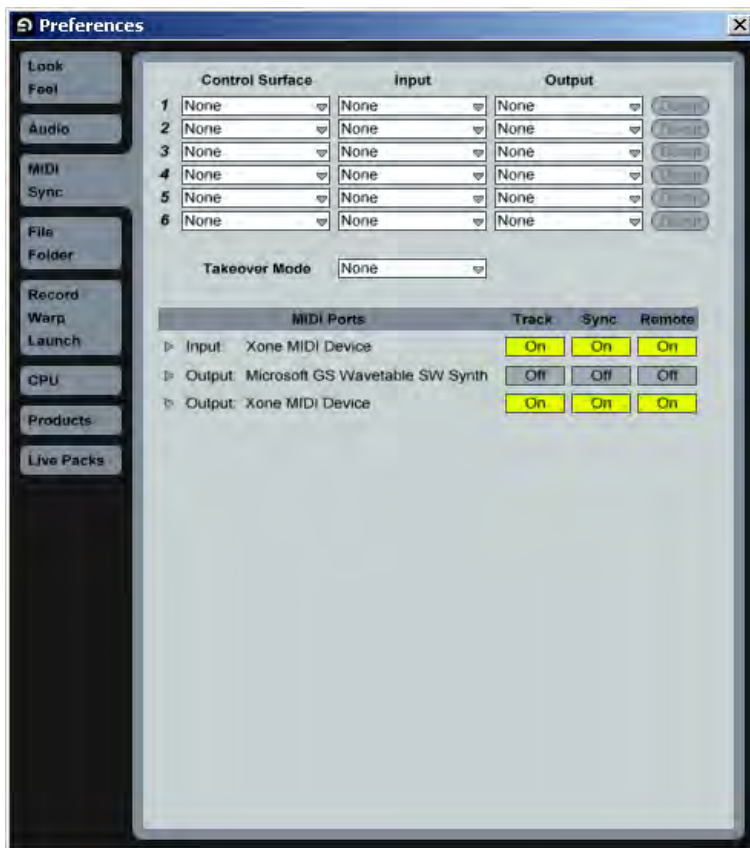 Preferences
Look
Feel
Audio
MIDI
Sync
File
Folder
Record
Warp
Launch
CPU
Products
Live Packs
Control Surface Input Output
1 None None None
2 None None None
3 None None None
4 None None None
5 None None None
6 None None None
Takeover Mode None
MIDI Ports Track Sync Remote
Input: Xone MIDI Device On On On
Output: Microsoft GS Wavetable SW Synth Off Off Off
Output: Xone MIDI Device On On On